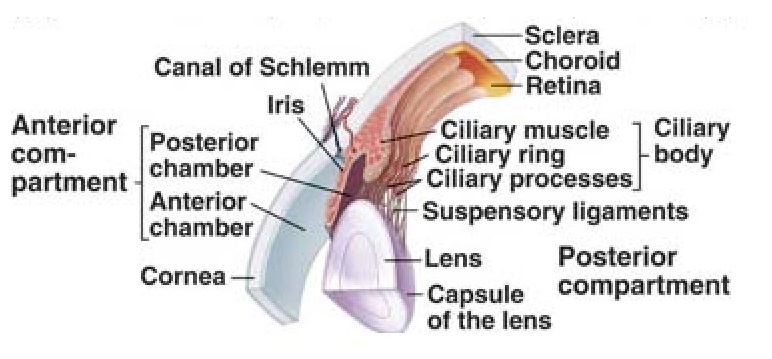 Sclera
Choroid
Retina
Canal of Schlemm
Iris
Anterior
com-
partment
Posterior
chamber
Anterior
chamber
Cornea
Ciliary muscle
Ciliary ring
Ciliary processes
Ciliary
body
Suspensory ligaments
Lens
Capsule
of the lens
Posterior
compartment